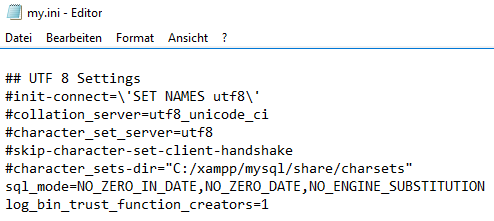 my.ini - Editor
Datei Bearbeiten Format Ansicht ?
## UTF 8 Settings
#init-connect=\'SET NAMES utf8\'
#collation_server=utf8_unicode_ci
#character_set_server=utf8
#skip-character-set-client-handshake
#character_sets-dir="C:/xampp/mysql/share/charsets"
sql_mode=NO_ZERO_IN_DATE,NO_ZERO_DATE,NO_ENGINE_SUBSTITUTION
log_bin_trust_function_creators=1